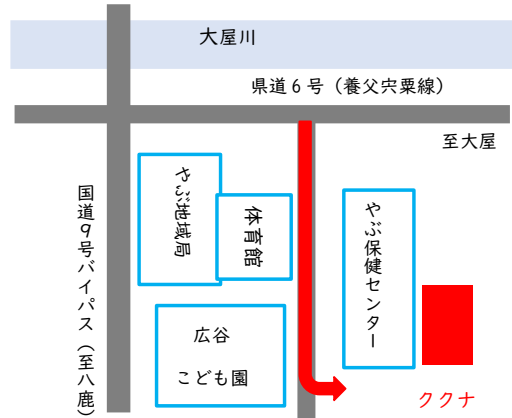 大屋川
県道6号（養父宍粟線）
至大屋
国道9号バイパス（至八鹿）
やぶ地域局
体育館
やぶ保健センター
広谷
こども園
ククナ